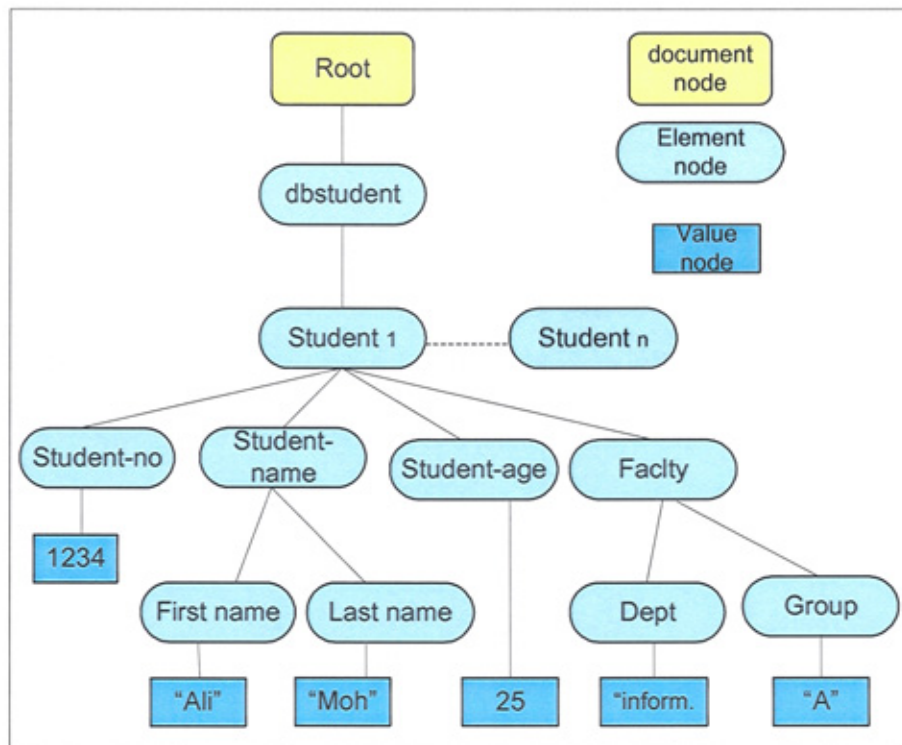 Root
document
node
Element
node
dbstudent
Value
node
Student 1
Student n
Student-no
Student-
name
Student-age
Faclty
1234
First name
Last name
Dept
Group
“Ali”
“Moh”
25
“inform.
“A”